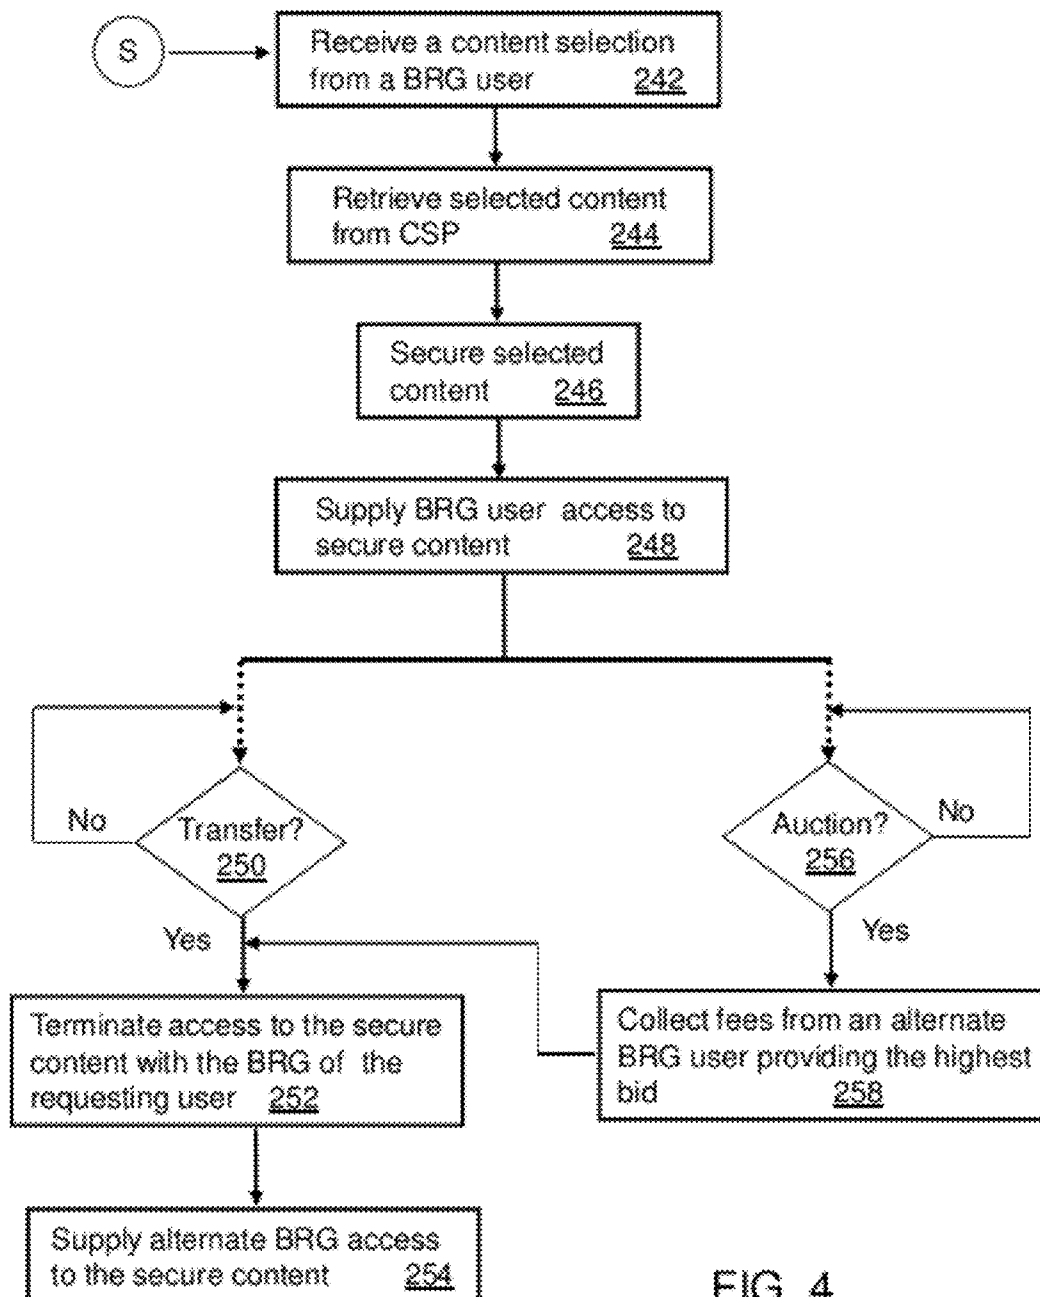 S
Receive a content selection
from a BRG user 242
Retrieve selected content
from CSP 244
Secure selected
content 246
Supply BRG user access to
secure content 248
No
Transfer?
250
Yes
Auction?
256
No
Yes
Terminate access to the secure
content with the BRG of the
requesting user 252
Collect fees from an alternate
BRG user providing the highest
bid 258
Supply alternate BRG access
to the secure content 254
FIG. 4